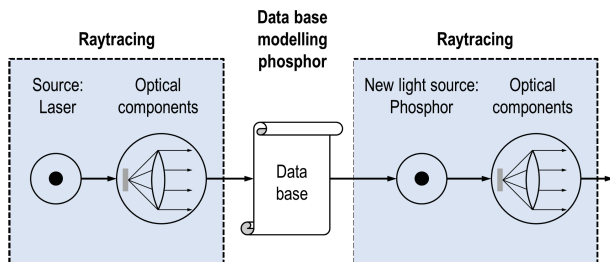 Data base
modelling
phosphor
Raytracing
Raytracing
Source:
Laser
Optical
components
Data
base
New light source:
Phosphor
Optical
components